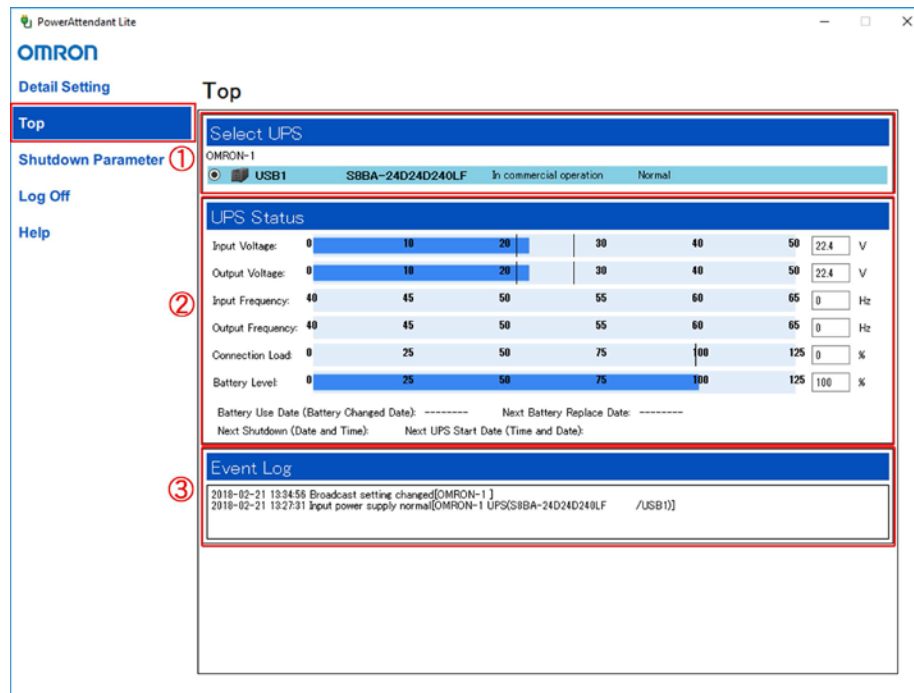 PowerAttendant Lite
OMRON
Detail Setting
Top
Top
Shutdown Parameter
Log Off
Help
①
Select UPS
OMRON-1
USB1 S8BA-24D24D240LF In commercial operation Normal
②
UPS Status
Input Voltage: 0 10 20 30 40 50 22.4 V
Output Voltage: 0 10 20 30 40 50 22.4 V
Input Frequency: 40 45 50 55 60 65 0 Hz
Output Frequency: 40 45 50 55 60 65 0 Hz
Connection Load: 0 25 50 75 100 125 0 %
Battery Level: 0 25 50 75 100 125 100 %
Battery Use Date (Battery Changed Date): -------- Next Battery Replace Date: --------
Next Shutdown (Date and Time): Next UPS Start Date (Time and Date):
③
Event Log
2018-02-21 13:34:56 Broadcast setting changed[OMRON-1 ]
2018-02-21 13:27:31 Input power supply normal[OMRON-1 UPS(S8BA-24D24D240LF /USB1)]